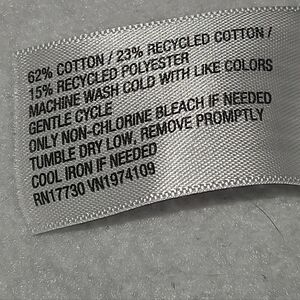 62% COTTON / 23% RECYCLED COTTON /
15% RECYCLED POLYESTER
MACHINE WASH COLD WITH LIKE COLORS
GENTLE CYCLE
ONLY NON-CHLORINE BLEACH IF NEEDED
TUMBLE DRY LOW, REMOVE PROMPTLY
COOL IRON IF NEEDED
RN17730 VN1974109